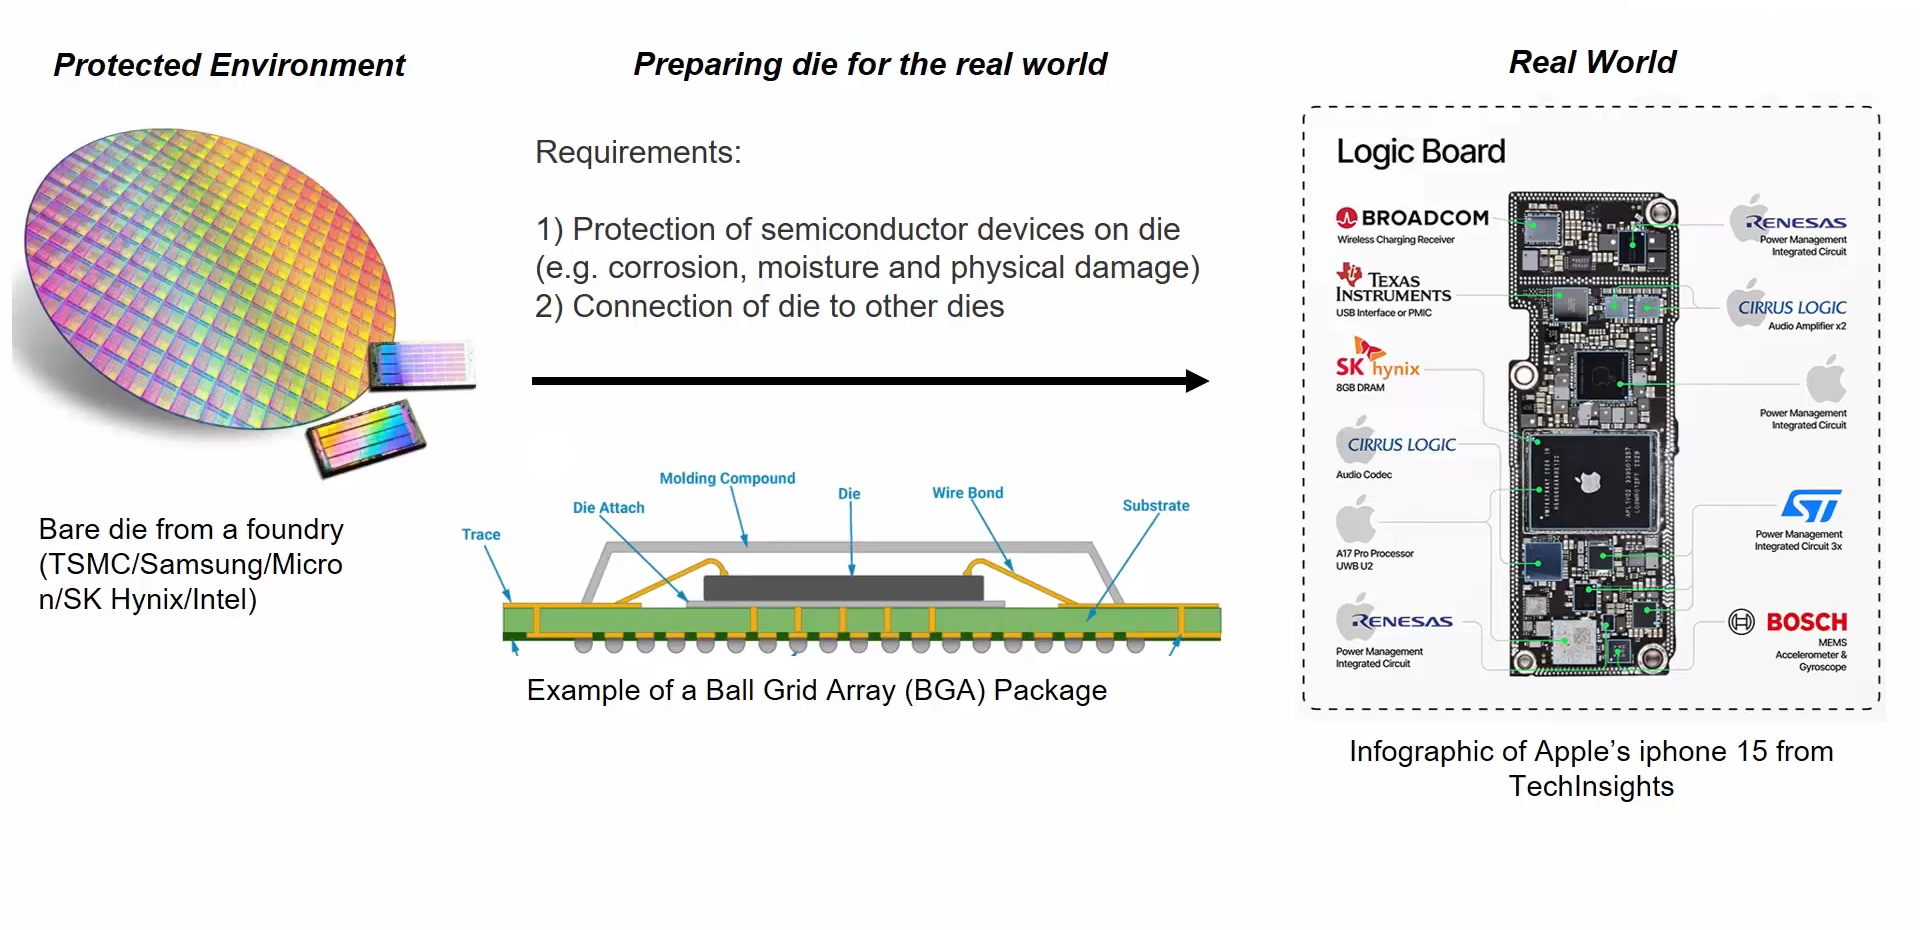 Protected Environment
Preparing die for the real world
Real World
Requirements:
1) Protection of semiconductor devices on die
(e.g. corrosion, moisture and physical damage)
2) Connection of die to other dies
Bare die from a foundry
(TSMC/Samsung/Micro
n/SK Hynix/Intel)
Molding Compound
Die Attach
Die
Wire Bond
Substrate
Trace
Example of a Ball Grid Array (BGA) Package
Logic Board
BROADCOM
Wireless Charging Receiver
TEXAS
INSTRUMENTS
USB Interface or PMIC
SK hynix
8GB DRAM
CIRRUS LOGIC
Audio Codec
A17 Pro Processor
UWB U2
RENESAS
Power Management
Integrated Circuit
RENESAS
Power Management
Integrated Circuit
CIRRUS LOGIC
Audio Amplifier x2
Power Management
Integrated Circuit
ST
Power Management
Integrated Circuit 3x
BOSCH
MEMS
Accelerometer &
Gyroscope
Infographic of Apple’s iphone 15 from
TechInsights